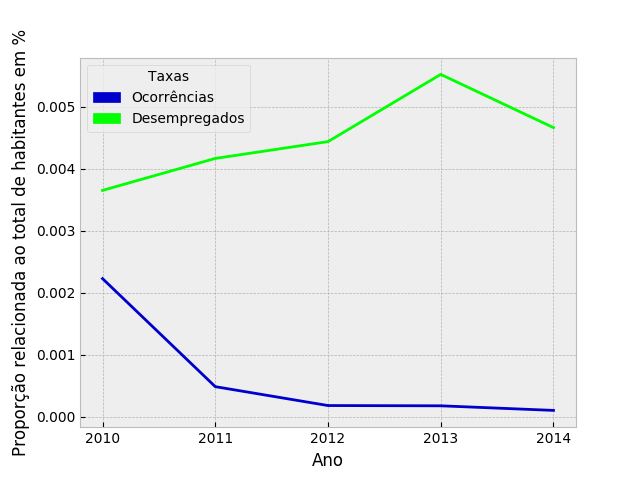 Proporção relacionada ao total de habitantes em %
Taxas
Ocorrências
Desempregados
0.005
0.004
0.003
0.002
0.001
0.000
2010 2011 2012 2013 2014
Ano